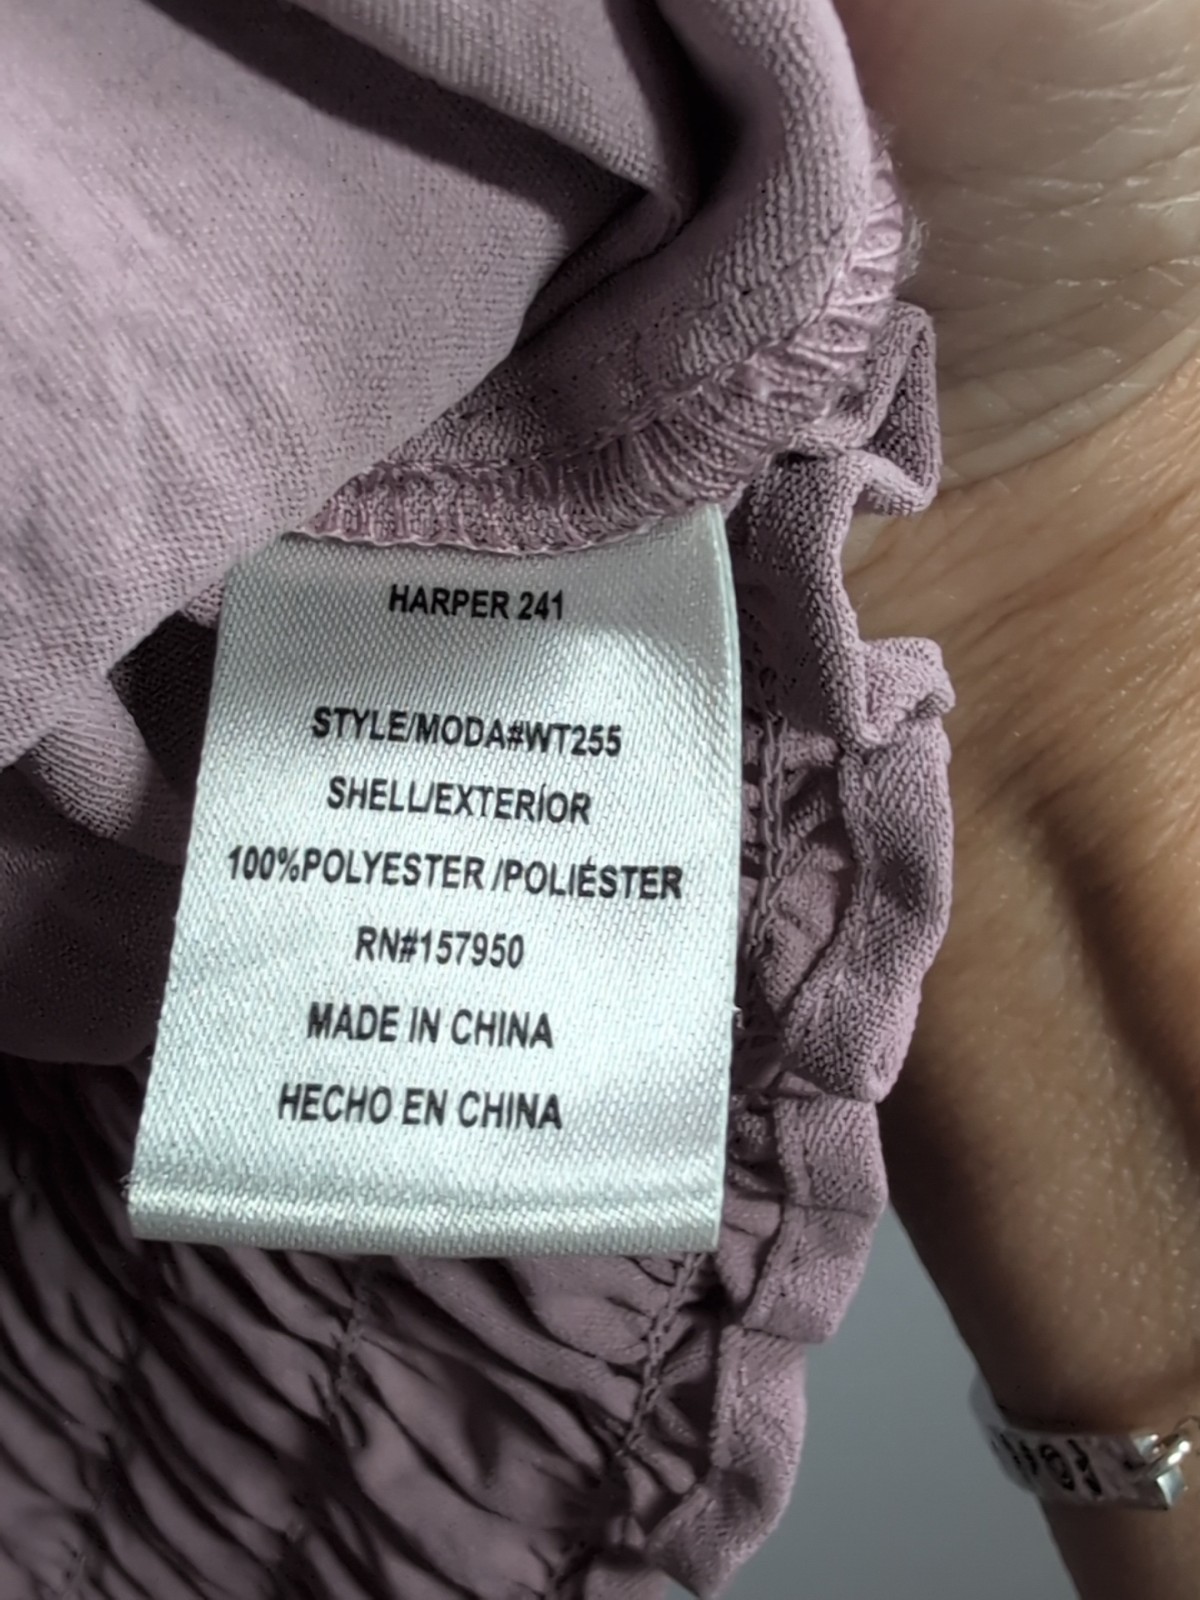 HARPER 241
STYLE/MODA#WT255
SHELL/EXTERÍOR
100%POLYESTER /POLIÉSTER
RN#157950
MADE IN CHINA
HECHO EN CHINA